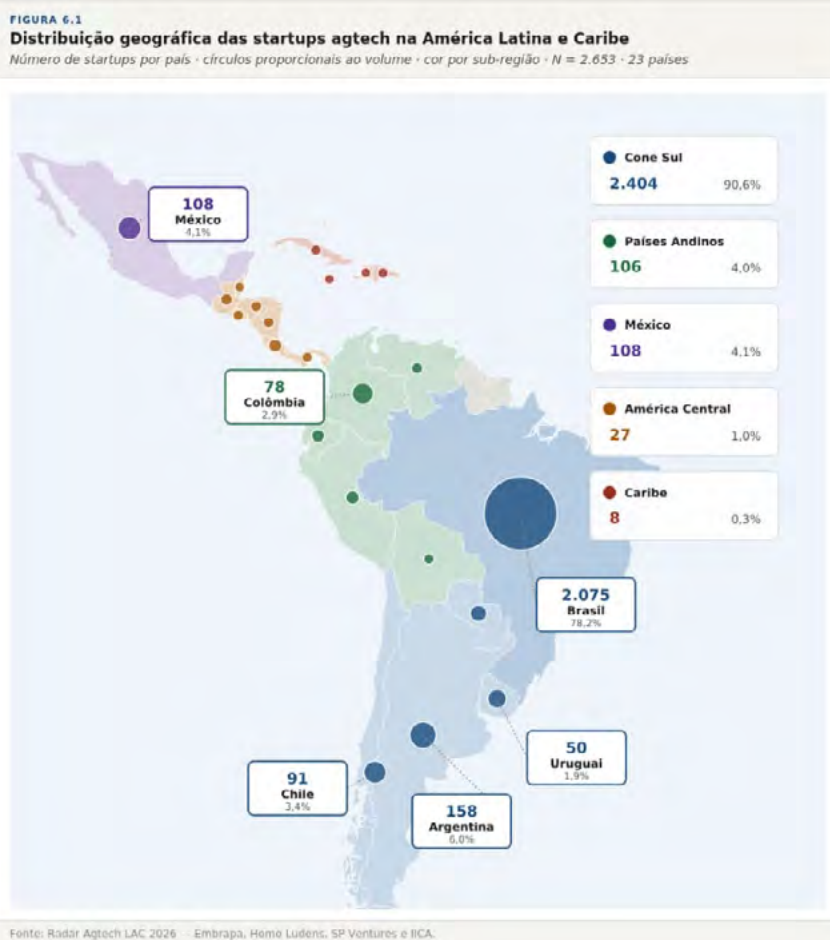 FIGURA 6.1
Distribuição geográfica das startups agtech na América Latina e Caribe
Número de startups por país · círculos proporcionais ao volume · cor por sub-região · N = 2.653 · 23 países
Cone Sul
2.404 90,6%
108
México
4,1%
Países Andinos
106 4,0%
México
108 4,1%
78
Colômbia
2,9%
América Central
27 1,0%
Caribe
8 0,3%
2.075
Brasil
78,2%
50
Uruguai
1,9%
91
Chile
3,4%
158
Argentina
6,0%
Fonte: Radar Agtech LAC 2026 · Embrapa, Homo Ludens, SP Ventures e IICA.